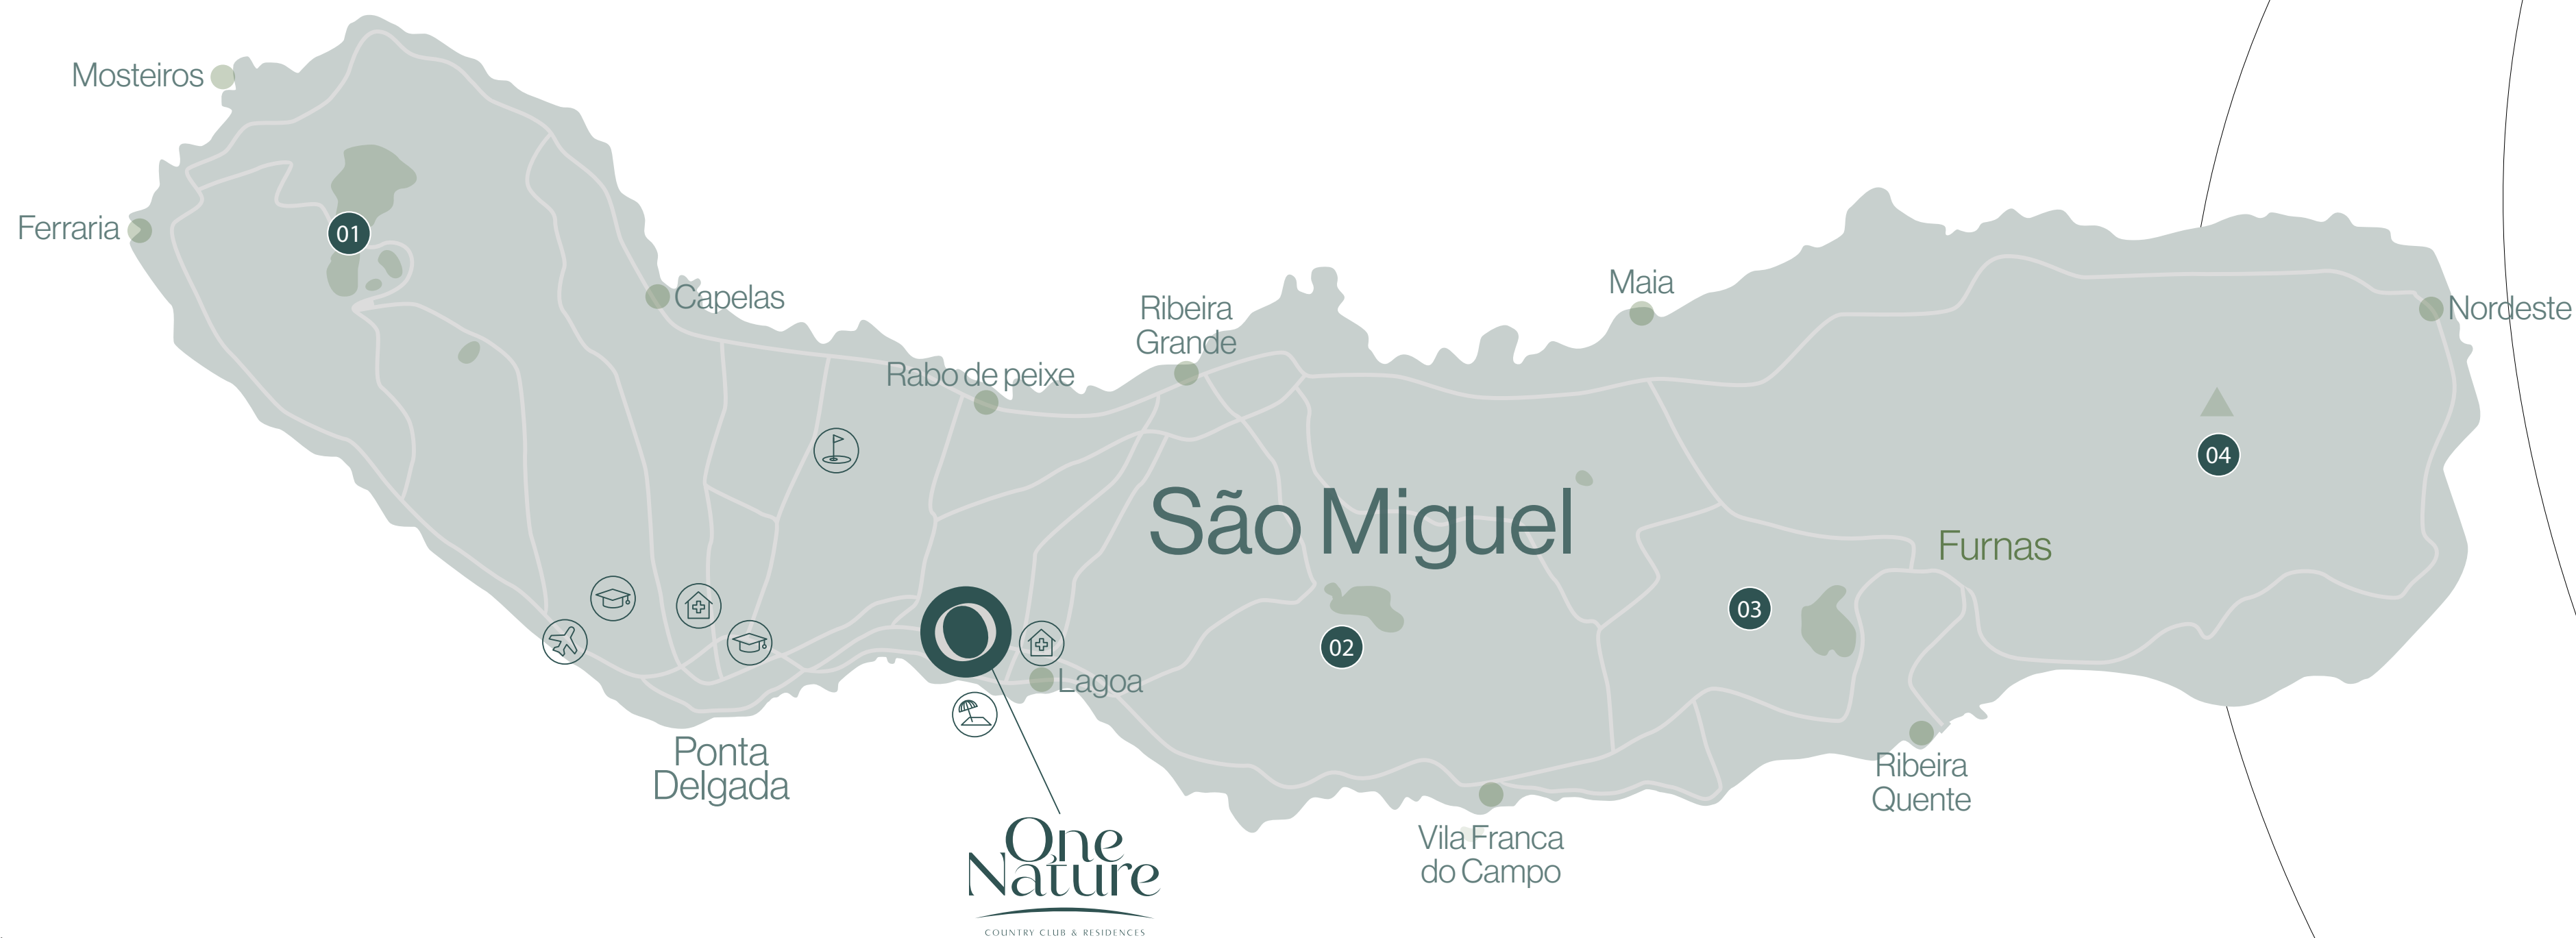 Mosteiros
Ferraria
01
Capelas
Rabo de peixe
Ribeira
Grande
Maia
Nordeste
São Miguel
Furnas
04
03
02
Lagoa
Ponta
Delgada
Ribeira
Quente
Vila Franca
do Campo
One
Nature
COUNTRY CLUB & RESIDENCES